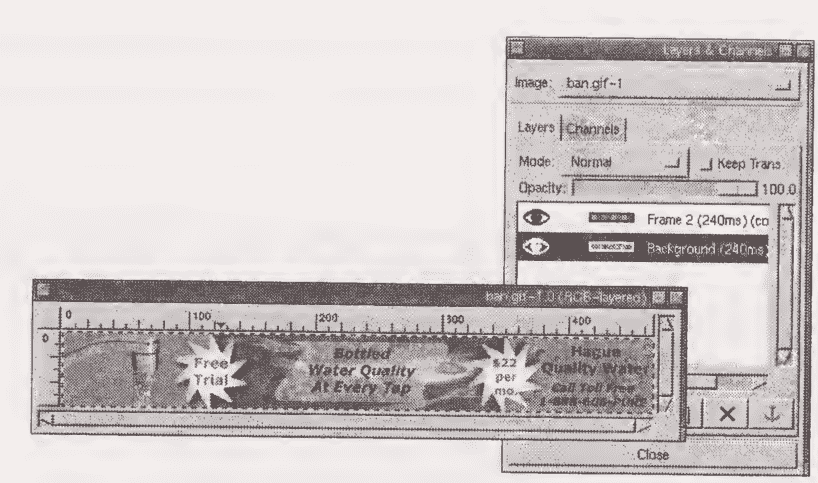 Layers & Channels
Image: ban.gif-1
Layers Channels
Mode: Normal Keep Trans.
Opacity: 100.0
Frame 2 (240ms) (co
Background (240ms)
ban.gif-1.0 (RGB-layered)
0 100 200 300 400
0
Free
Trial
Bottled
Water Quality
At Every Tap
$22
per
mo.
Hague
Quality Water
Call Toll Free
Close